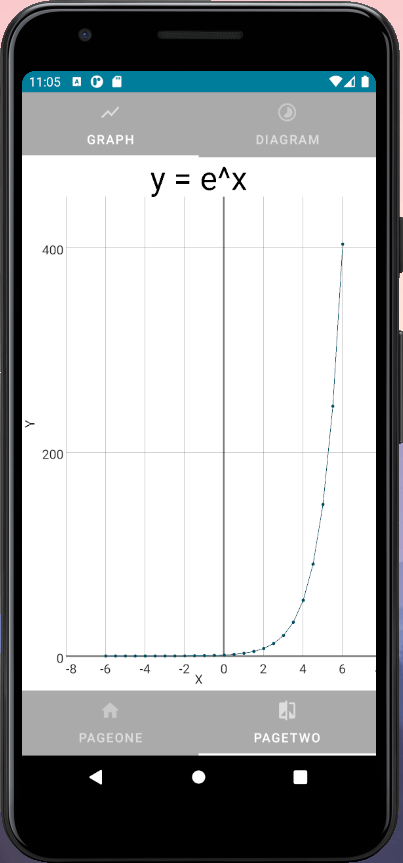 11:05 A
GRAPH DIAGRAM
y = e^x
400
Y
200
0
-8 -6 -4 -2 0 2 4 6
X
PAGEONE PAGETWO